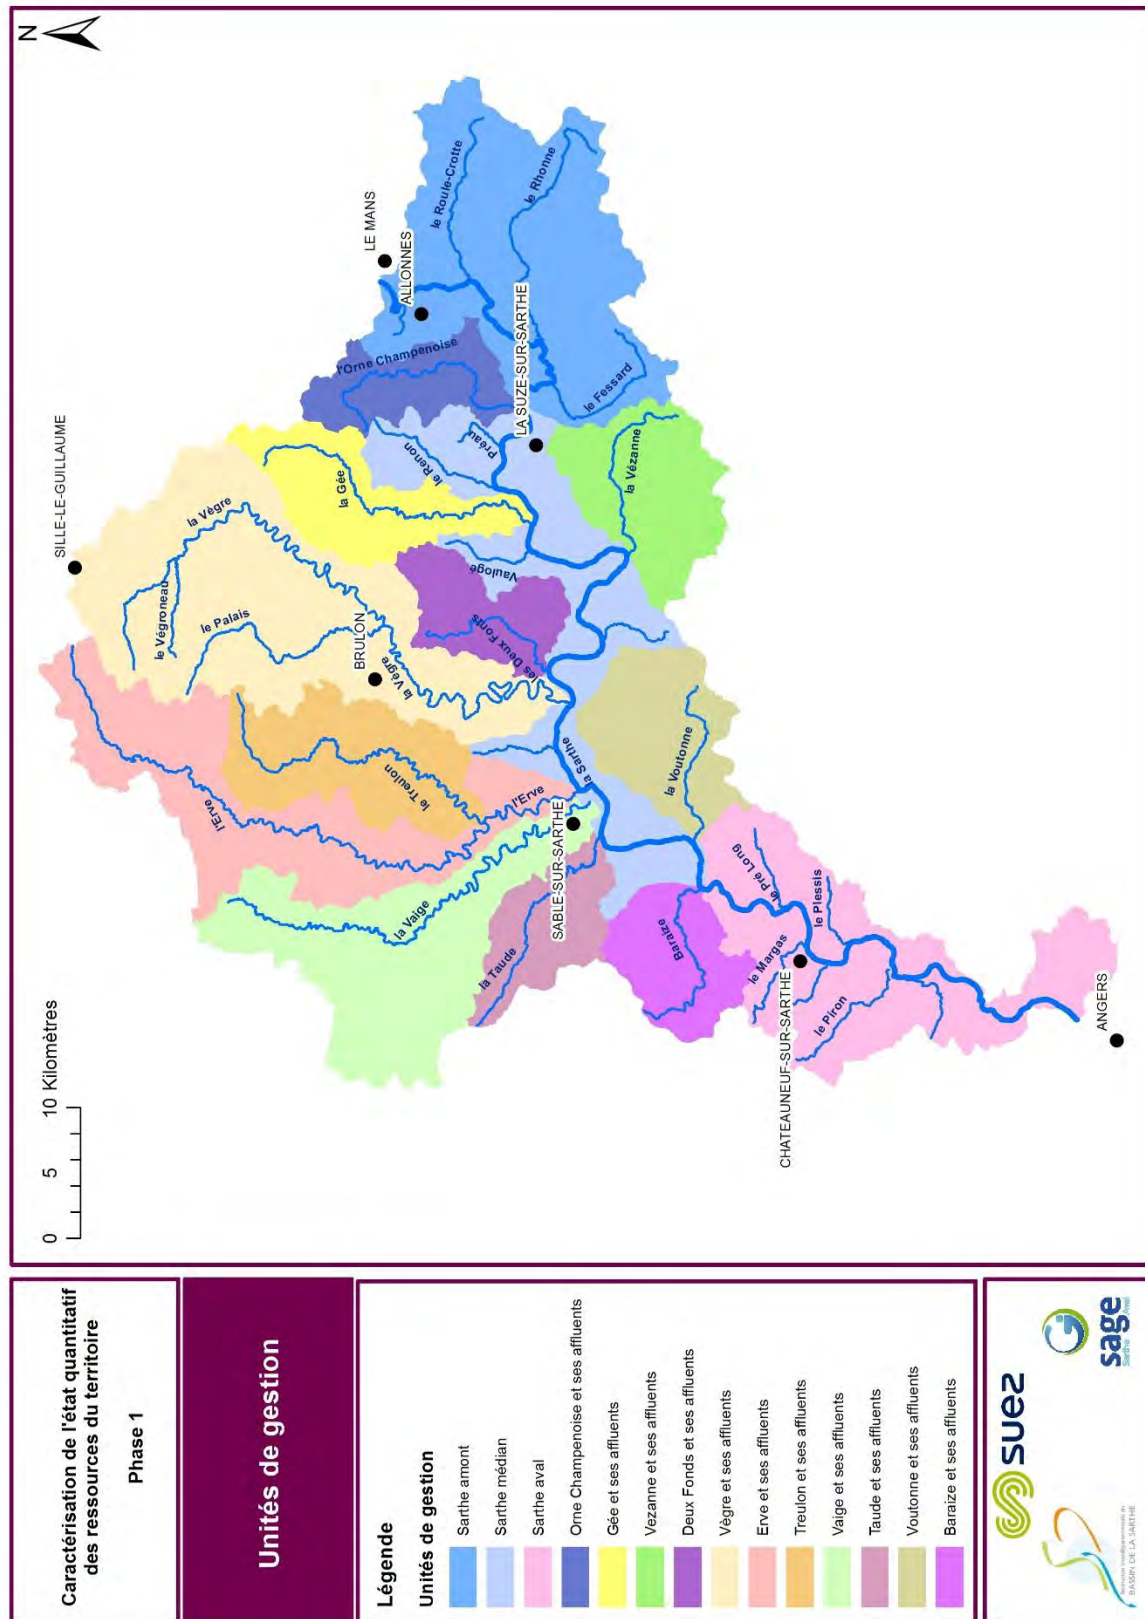 Caractérisation de l'état quantitatif
des ressources du territoire
Phase 1
Unités de gestion
Légende
Unités de gestion
Sarthe amont
Sarthe médian
Sarthe aval
Orne Champenoise et ses affluents
Gée et ses affluents
Vezanne et ses affluents
Deux Fonds et ses affluents
Vègre et ses affluents
Erve et ses affluents
Treulon et ses affluents
Vaige et ses affluents
Taude et ses affluents
Voutonne et ses affluents
Baraize et ses affluents
suez
sage
BASSIN DE LA SARTHE
0 5 10 Kilomètres
N
SILLE-LE-GUILLAUME
LE MANS
ALLONNES
le Roule-Crotte
le Rhonne
l'Orne Champenoise
LA SUZE-SUR-SARTHE
le Fessard
le Renon
Préau
la Gée
la Vézanne
la Vègre
le Végroneau
le Palais
BRULON
la Vègre
Vaulogé
les Deux Fonts
l'Erve
le Treulon
l'Erve
la Sarthe
la Voutonne
la Vaige
SABLE-SUR-SARTHE
la Taude
Baraize
le Pré Long
le Plessis
le Margas
CHATEAUNEUF-SUR-SARTHE
le Piron
ANGERS